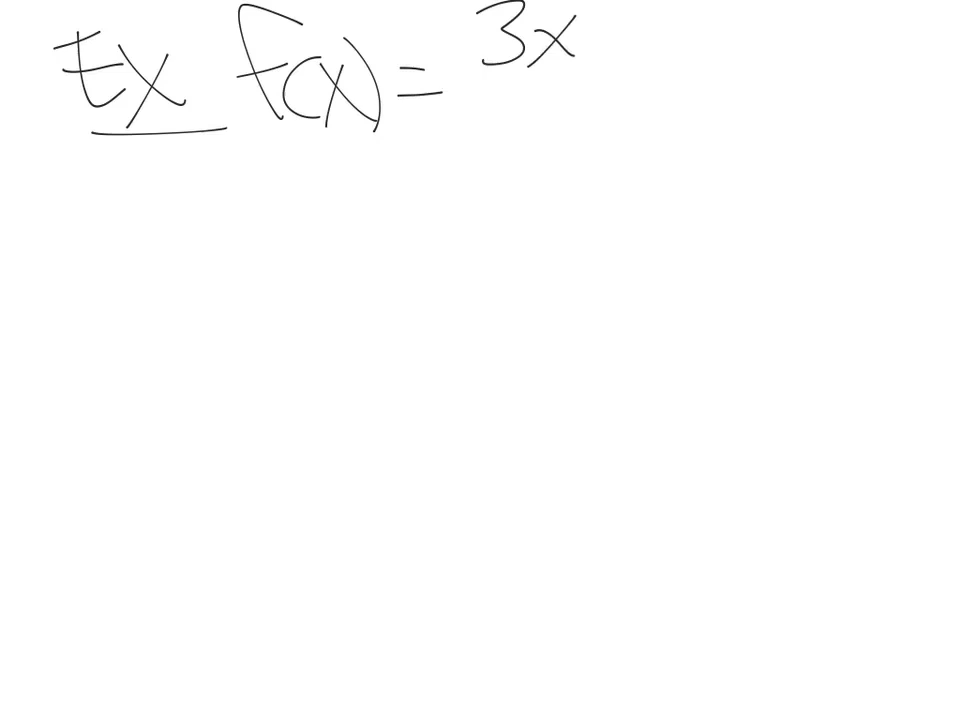 Ex f(x) = 3x